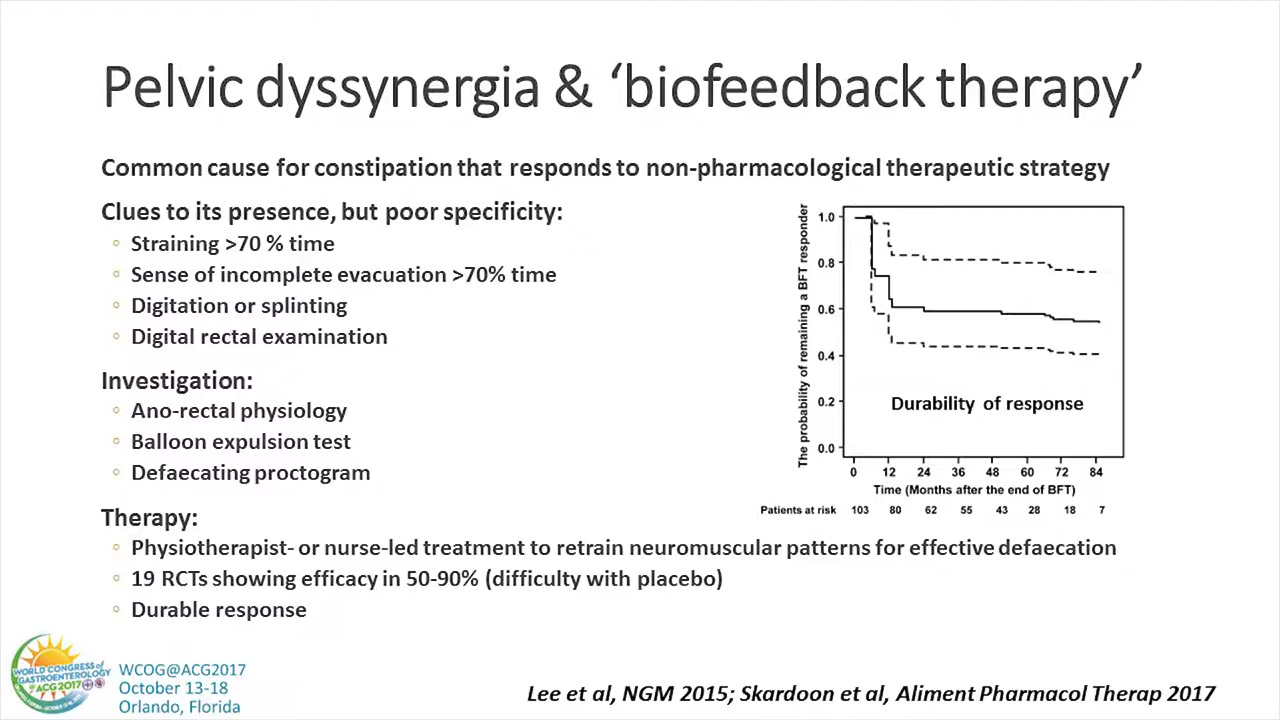 Pelvic dyssynergia & ‘biofeedback therapy’
Common cause for constipation that responds to non-pharmacological therapeutic strategy
Clues to its presence, but poor specificity:
◦ Straining >70 % time
◦ Sense of incomplete evacuation >70% time
◦ Digitation or splinting
◦ Digital rectal examination
Investigation:
◦ Ano-rectal physiology
◦ Balloon expulsion test
◦ Defaecating proctogram
Therapy:
◦ Physiotherapist- or nurse-led treatment to retrain neuromuscular patterns for effective defaecation
◦ 19 RCTs showing efficacy in 50-90% (difficulty with placebo)
◦ Durable response
The probability of remaining a BFT responder
1.0
0.8
0.6
0.4
0.2
0.0
Durability of response
0 12 24 36 48 60 72 84
Time (Months after the end of BFT)
Patients at risk 103 80 62 55 43 28 18 7
WORLD CONGRESS of
GASTROENTEROLOGY
@ ACG2017
WCOG@ACG2017
October 13-18
Orlando, Florida
Lee et al, NGM 2015; Skardoon et al, Aliment Pharmacol Therap 2017